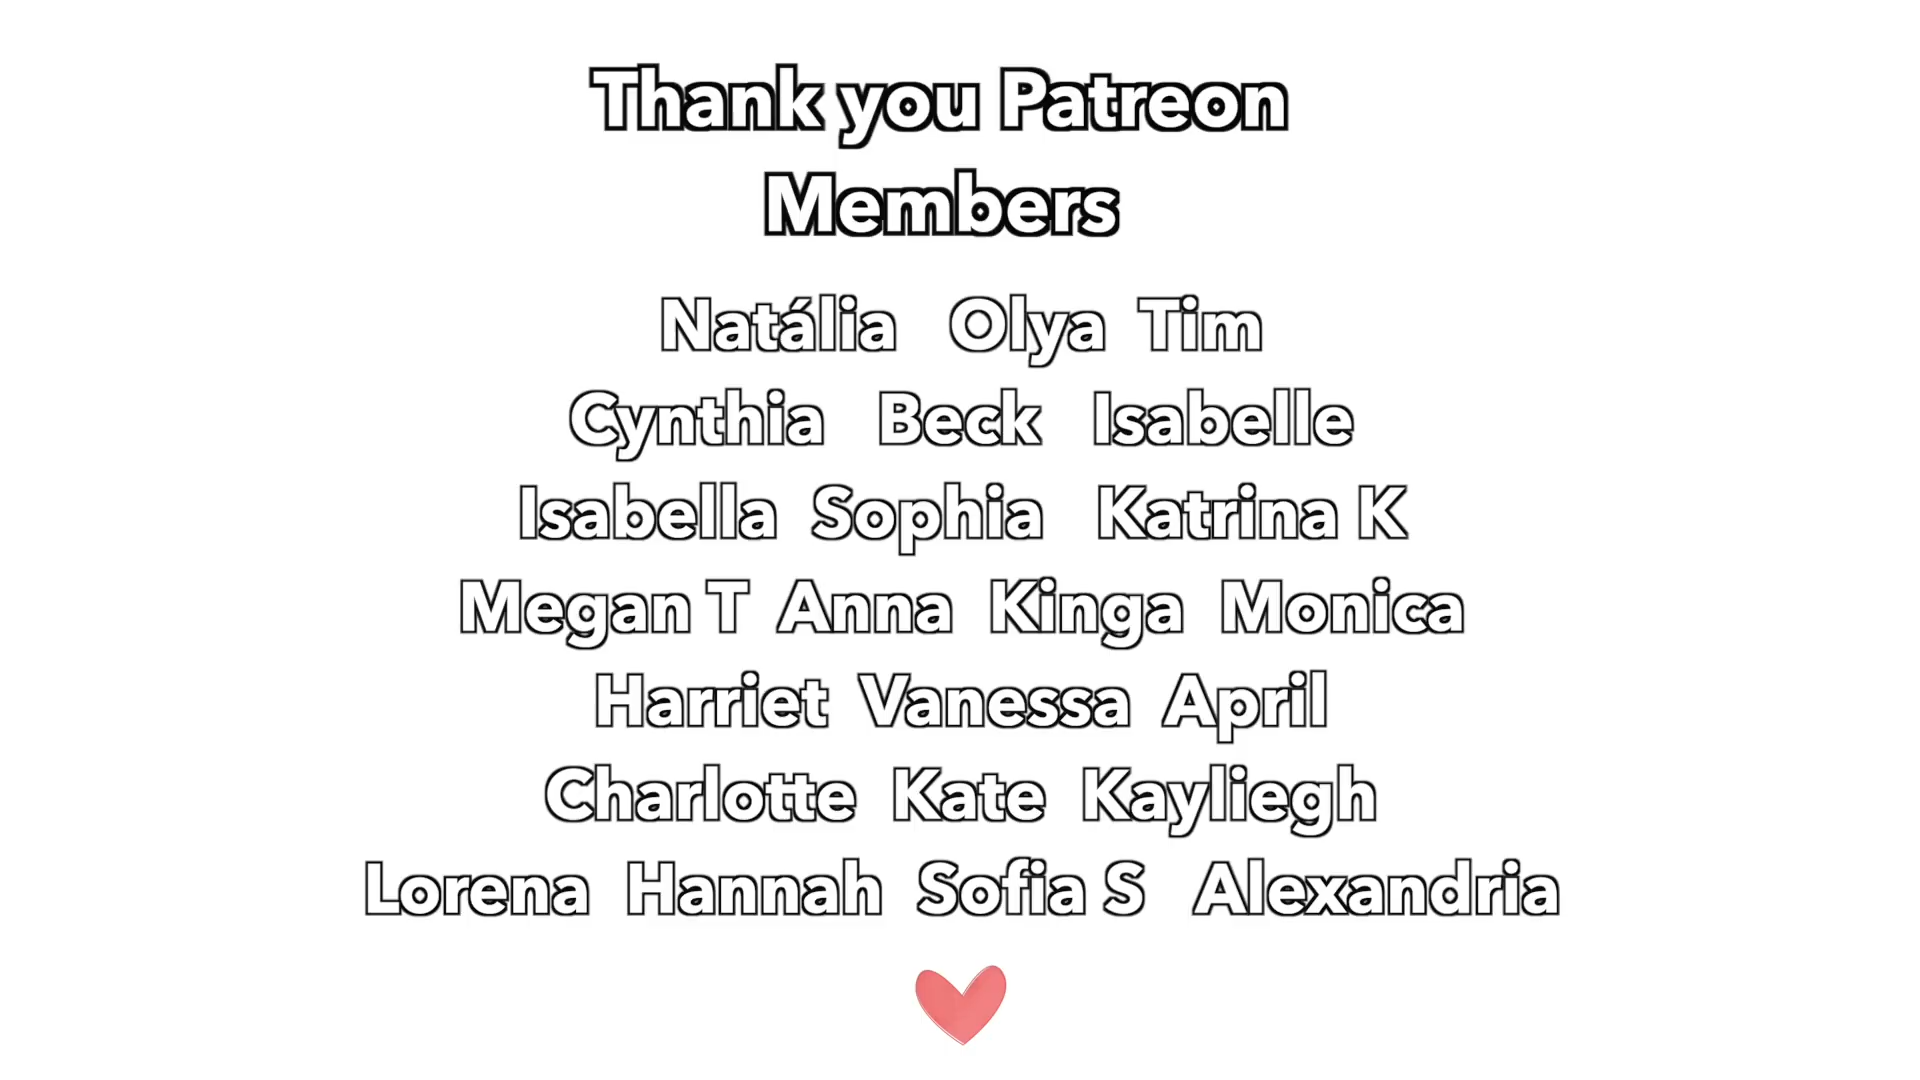 Thank you Patreon
Members
Natália Olya Tim
Cynthia Beck Isabelle
Isabella Sophia Katrina K
Megan T Anna Kinga Monica
Harriet Vanessa April
Charlotte Kate Kayliegh
Lorena Hannah Sofia S Alexandria